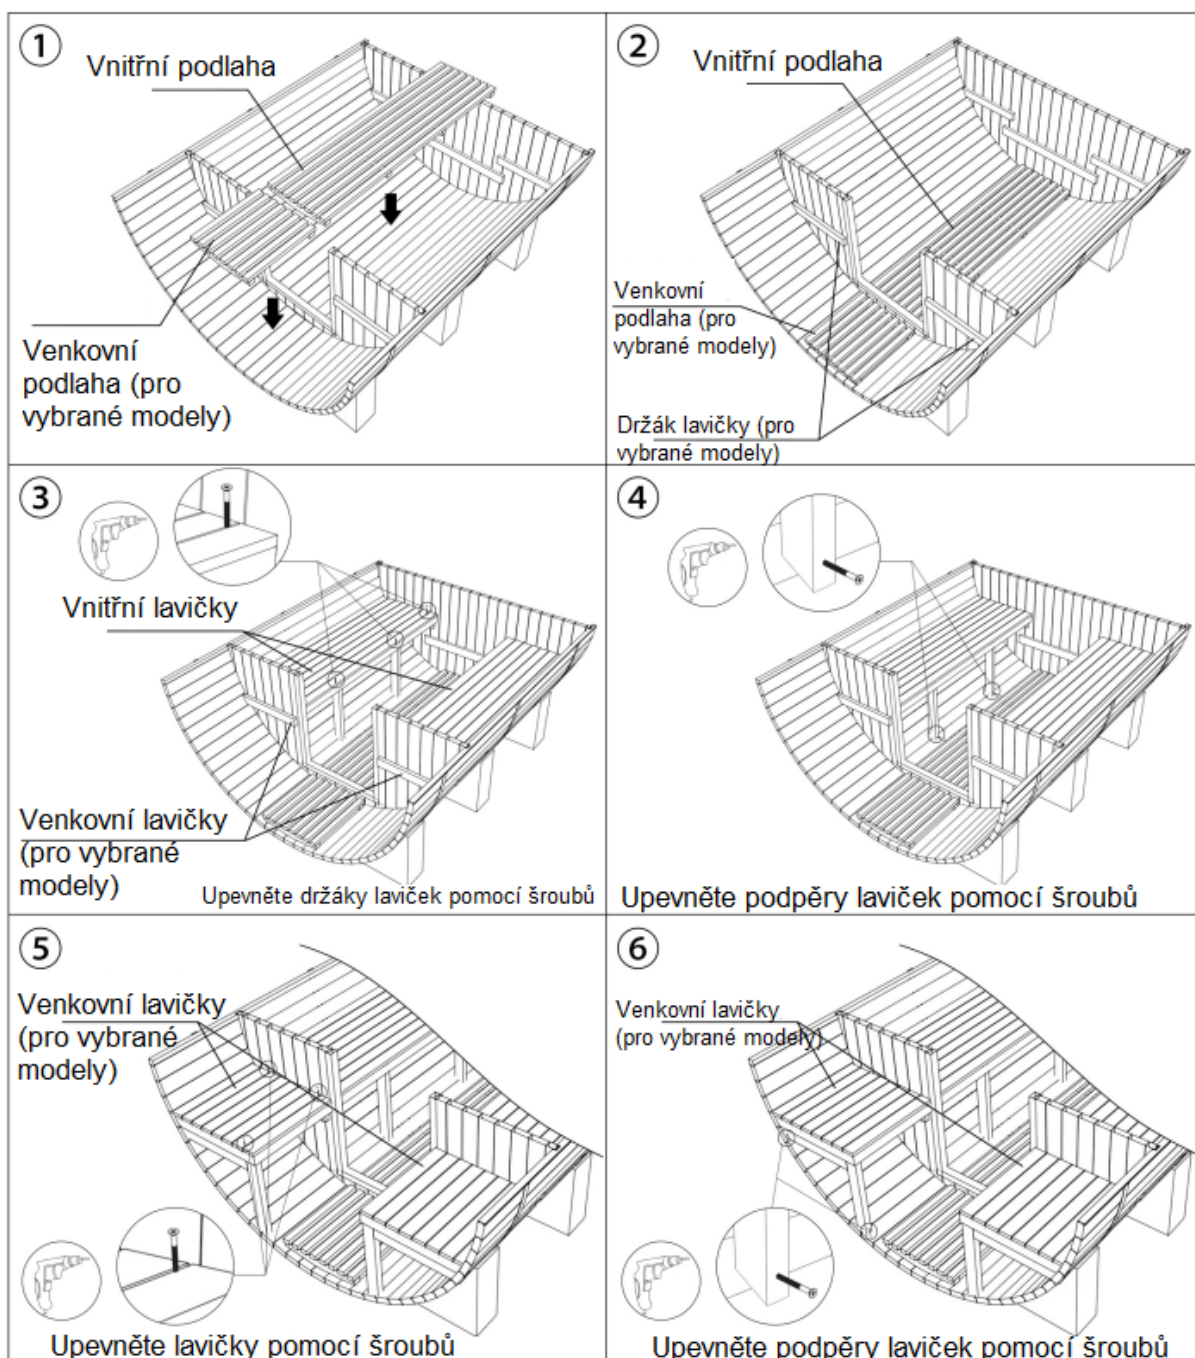 1
Vnitřní podlaha
Venkovní
podlaha (pro
vybrané modely)
2
Vnitřní podlaha
Venkovní
podlaha (pro
vybrané modely)
Držák lavičky (pro
vybrané modely)
3
Vnitřní lavičky
Venkovní lavičky
(pro vybrané
modely)
Upevněte držáky laviček pomocí šroubů
4
Upevněte podpěry laviček pomocí šroubů
5
Venkovní lavičky
(pro vybrané
modely)
Upevněte lavičky pomocí šroubů
6
Venkovní lavičky
(pro vybrané modely)
Upevněte podpěry laviček pomocí šroubů